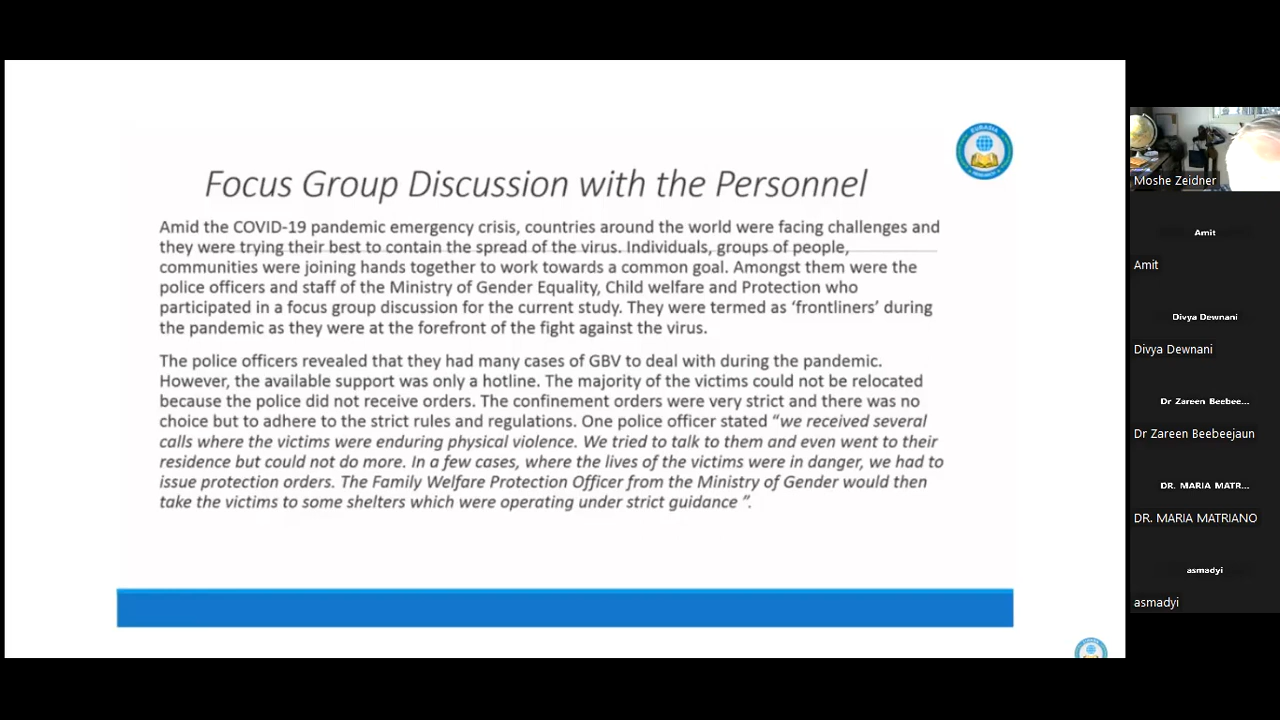 Focus Group Discussion with the Personnel
Amid the COVID-19 pandemic emergency crisis, countries around the world were facing challenges and
they were trying their best to contain the spread of the virus. Individuals, groups of people,
communities were joining hands together to work towards a common goal. Amongst them were the
police officers and staff of the Ministry of Gender Equality, Child welfare and Protection who
participated in a focus group discussion for the current study. They were termed as ‘frontliners’ during
the pandemic as they were at the forefront of the fight against the virus.
The police officers revealed that they had many cases of GBV to deal with during the pandemic.
However, the available support was only a hotline. The majority of the victims could not be relocated
because the police did not receive orders. The confinement orders were very strict and there was no
choice but to adhere to the strict rules and regulations. One police officer stated “we received several
calls where the victims were enduring physical violence. We tried to talk to them and even went to their
residence but could not do more. In a few cases, where the lives of the victims were in danger, we had to
issue protection orders. The Family Welfare Protection Officer from the Ministry of Gender would then
take the victims to some shelters which were operating under strict guidance ”.
EURASIA
RESEARCH
Moshe Zeidner
Amit
Amit
Divya Dewnani
Divya Dewnani
Dr Zareen Beebee...
Dr Zareen Beebeejaun
DR. MARIA MATR...
DR. MARIA MATRIANO
asmadyi
asmadyi